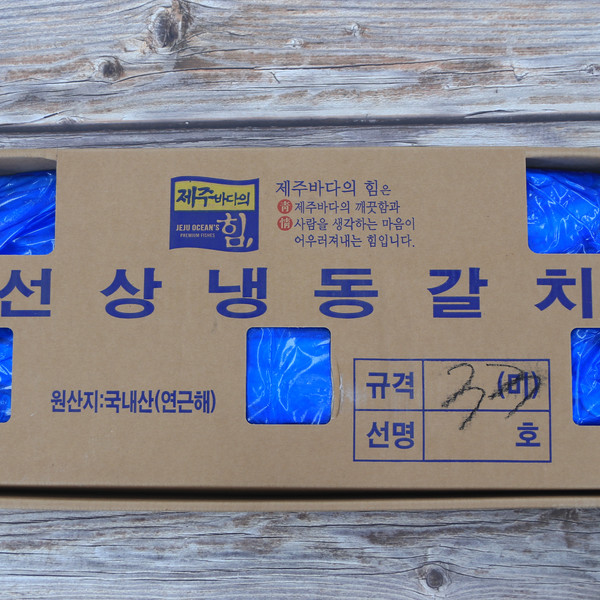 제주바다의
힘,
JEJU OCEAN'S
PREMIUM FISHES
제주바다의 힘은
靑 제주바다의 깨끗함과
情 사람을 생각하는 마음이
어우러져내는 힘입니다.
선상냉동갈치
원산지:국내산(연근해)
규격 33(미)
선명 호